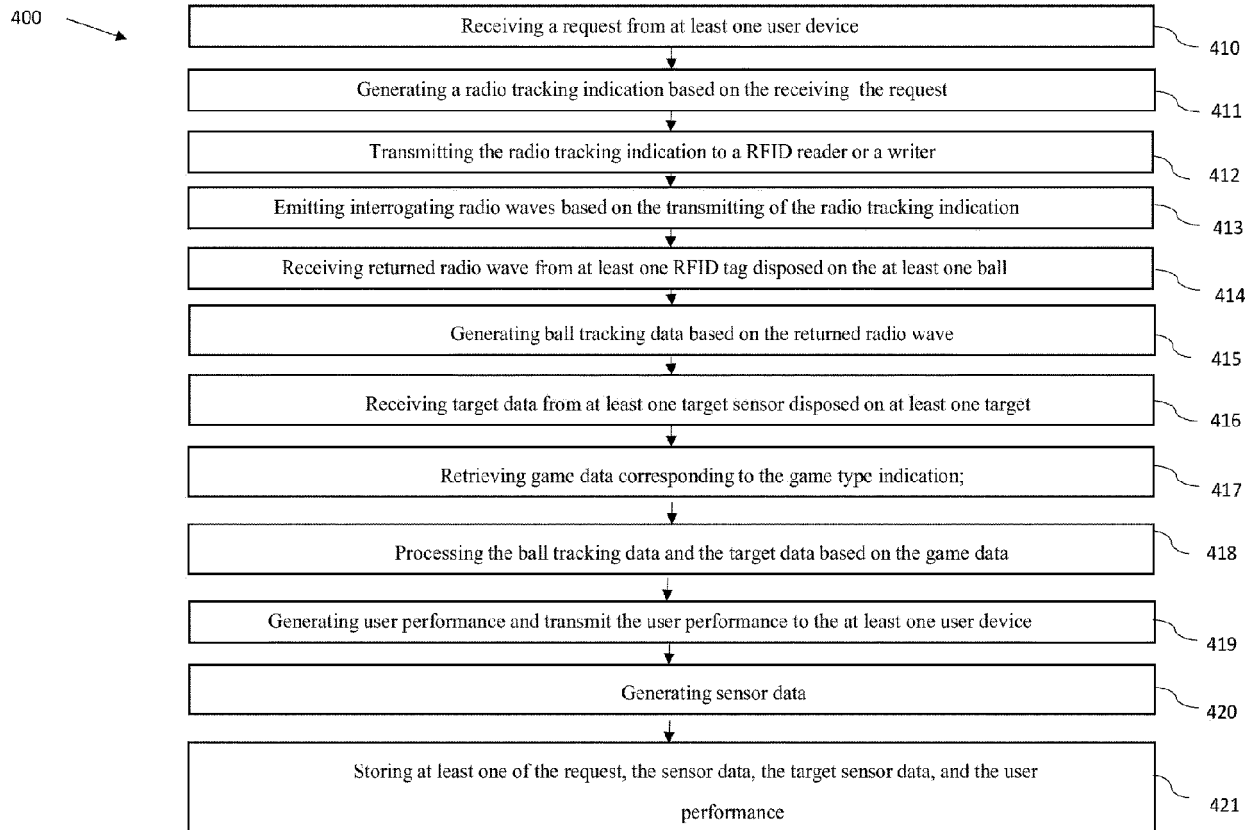 400
Receiving a request from at least one user device
410
Generating a radio tracking indication based on the receiving the request
411
Transmitting the radio tracking indication to a RFID reader or a writer
412
Emitting interrogating radio waves based on the transmitting of the radio tracking indication
413
Receiving returned radio wave from at least one RFID tag disposed on the at least one ball
414
Generating ball tracking data based on the returned radio wave
415
Receiving target data from at least one target sensor disposed on at least one target
416
Retrieving game data corresponding to the game type indication;
417
Processing the ball tracking data and the target data based on the game data
418
Generating user performance and transmit the user performance to the at least one user device
419
Generating sensor data
420
Storing at least one of the request, the sensor data, the target sensor data, and the user
performance
421